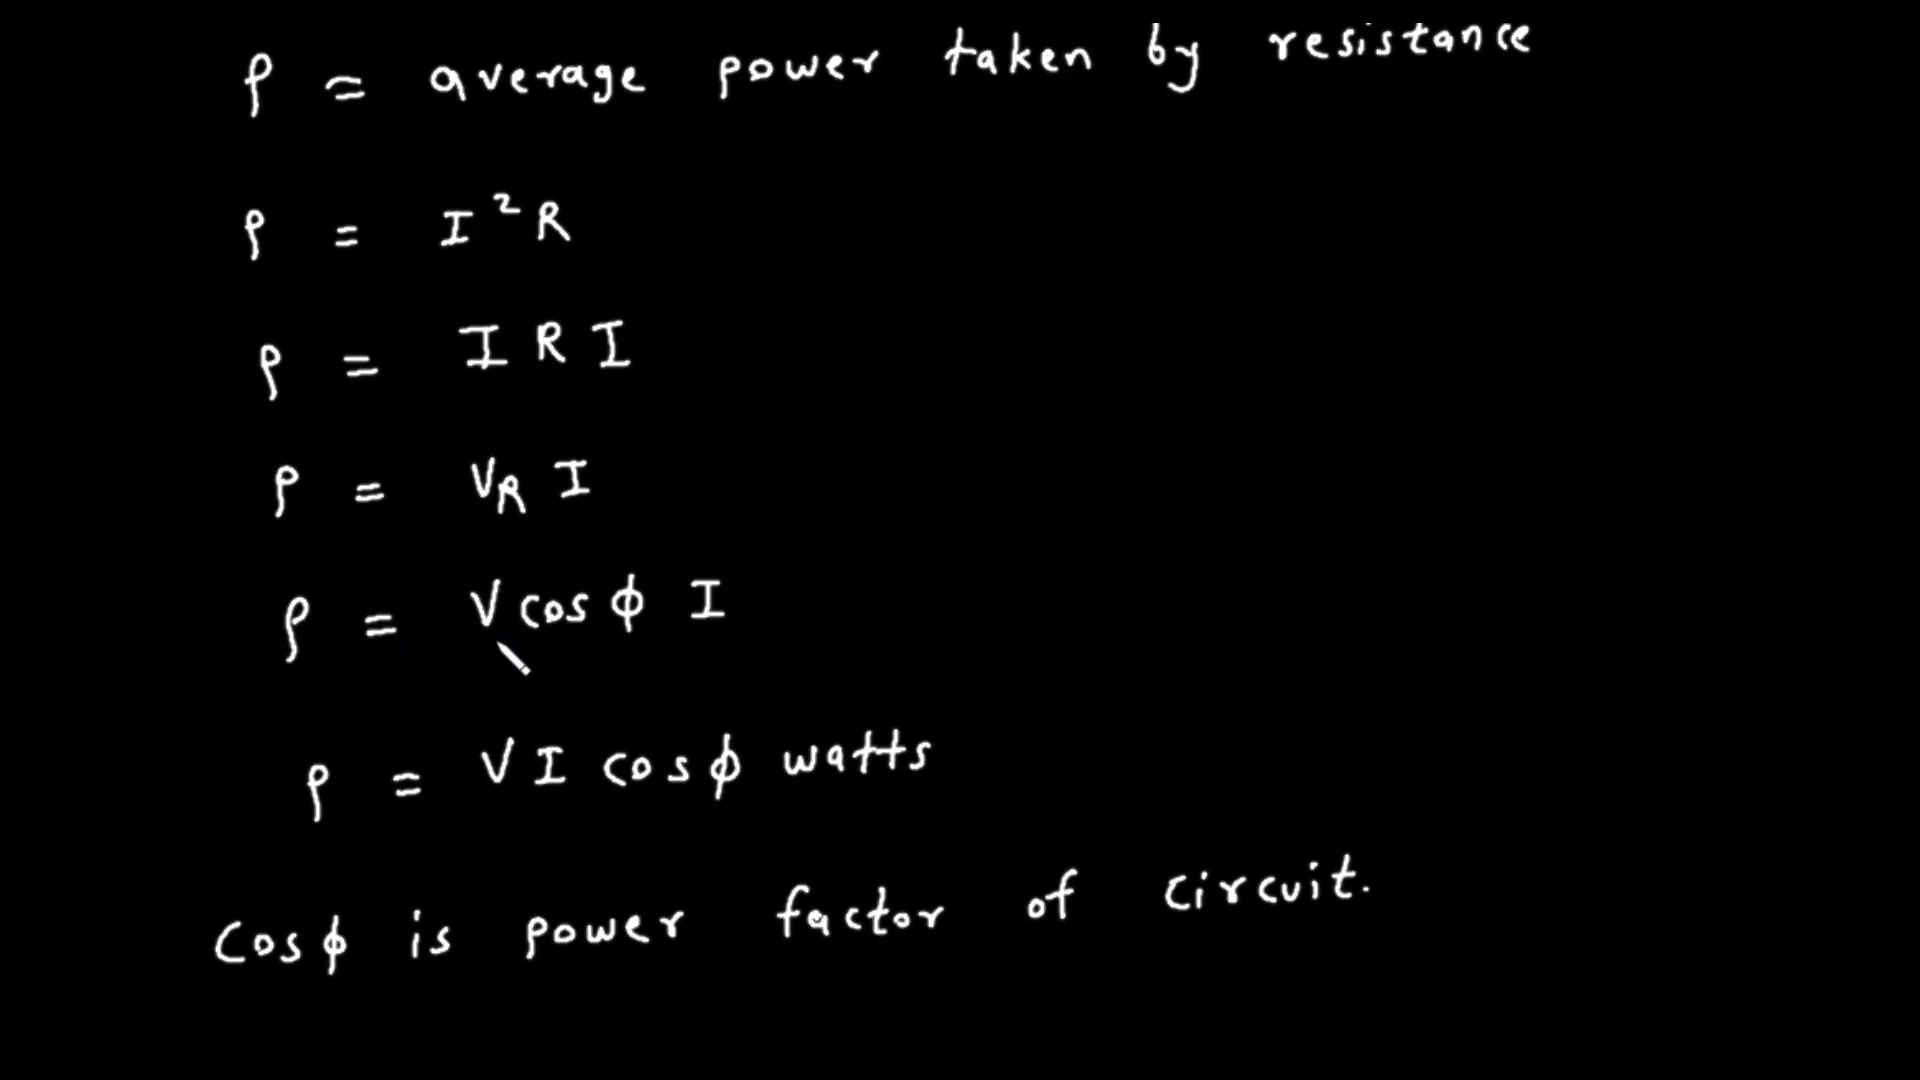 P = average power taken by resistance
P = I²R
P = I R I
P = V_R I
P = V cos ϕ I
P = V I cos ϕ watts
Cos ϕ is power factor of circuit.